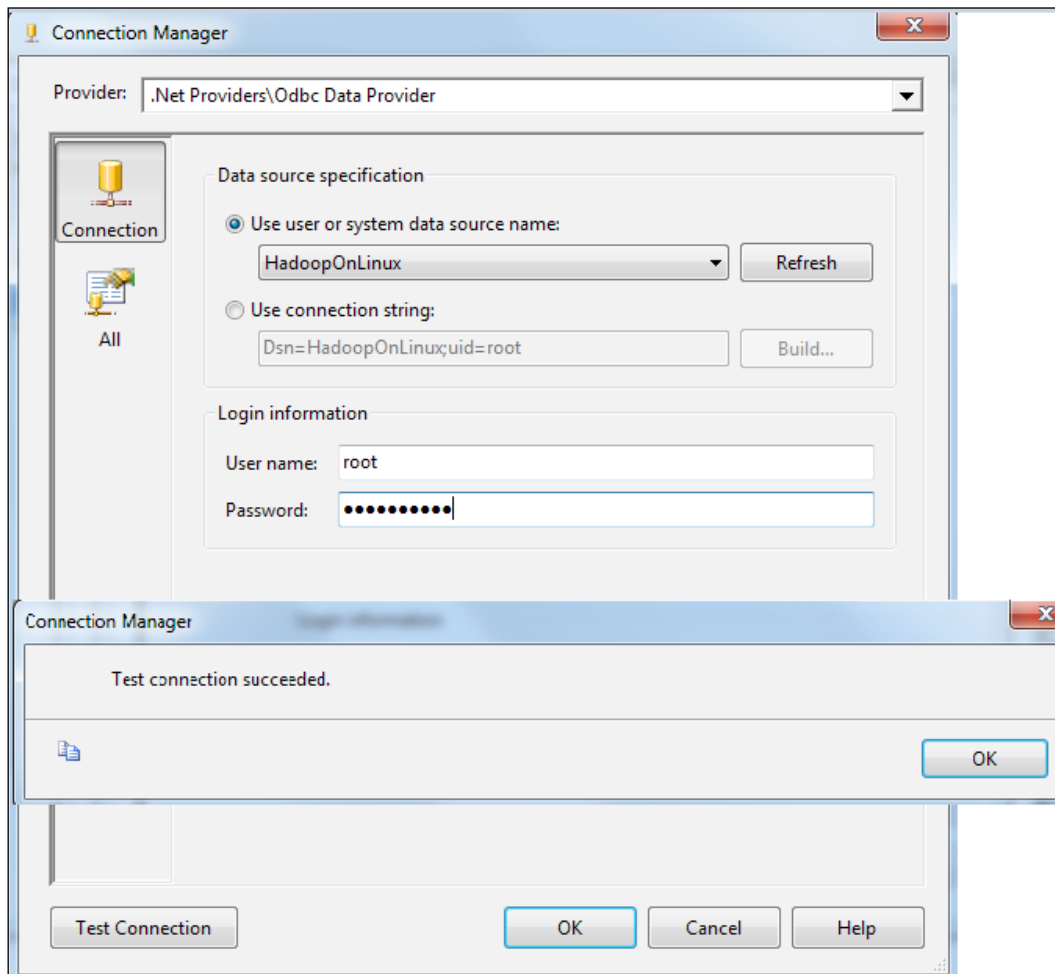 Connection Manager
Provider: .Net Providers\Odbc Data Provider
Connection
All
Data source specification
Use user or system data source name:
HadoopOnLinux Refresh
Use connection string:
Dsn=HadoopOnLinux;uid=root Build...
Login information
User name: root
Password: ●●●●●●●●●●
Connection Manager
Login information
Test connection succeeded.
OK
Test Connection OK Cancel Help